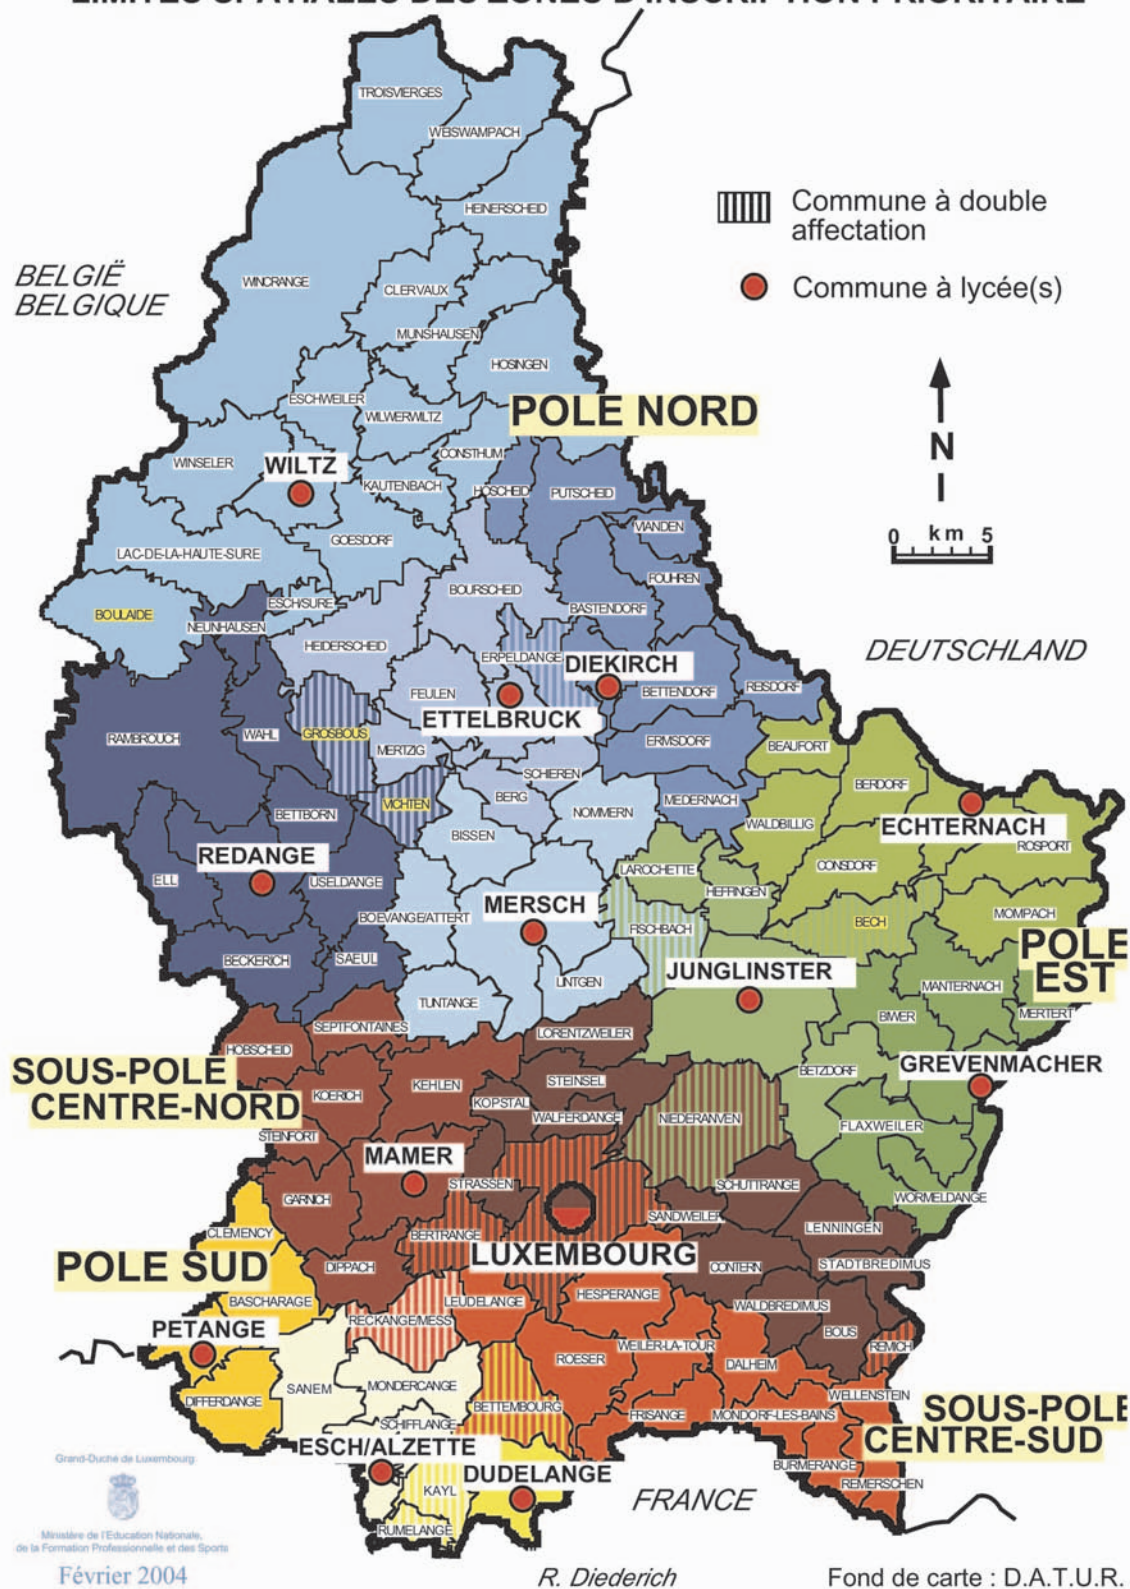 LIMITES SPATIALES DES ZONES D'INSCRIPTION PRIORITAIRE
TROISVIERGES
WEISWAMPACH
HEINERSCHEID
Commune à double
affectation
BELGIË
BELGIQUE
WINCRANGE
CLERVAUX
Commune à lycée(s)
MUNSHAUSEN
HOSINGEN
ESCHWEILER
WILWERWILTZ
POLE NORD
N
WINSELER
WILTZ
CONSTHUM
KAUTENBACH
HOSCHEID
PUTSCHEID
VIANDEN
0 km 5
LAC-DE-LA-HAUTE-SURE
GOESDORF
FOUHREN
BOURSCHEID
BASTENDORF
BOULAIDE
ESCH/SURE
NEUNHAUSEN
HEIDERSCHEID
ERPELDANGE
DIEKIRCH
DEUTSCHLAND
FEULEN
BETTENDORF
REISDORF
ETTELBRUCK
RAMBROUCH
WAHL
GROSBOUS
MERTZIG
ERMSDORF
BEAUFORT
SCHIEREN
BERDORF
BETTBORN
VICHTEN
BERG
NOMMERN
MEDERNACH
BISSEN
WALDBILLIG
ECHTERNACH
ROSPORT
REDANGE
ELL
USELDANGE
LAROCHETTE
CONSDORF
HEFFINGEN
BOEVANGE/ATTERT
MERSCH
FISCHBACH
BECH
MOMPACH
BECKERICH
SAEUL
POLE
EST
LINTGEN
JUNGLINSTER
MANTERNACH
TUNTANGE
BIWER
MERTERT
SEPTFONTAINES
LORENTZWEILER
HOBSCHEID
SOUS-POLE
CENTRE-NORD
KOERICH
KEHLEN
STEINSEL
BETZDORF
GREVENMACHER
KOPSTAL
WALFERDANGE
NIEDERANVEN
FLAXWEILER
STEINFORT
MAMER
STRASSEN
SCHUTTRANGE
WORMELDANGE
GARNICH
SANDWEILER
LENNINGEN
CLEMENCY
BERTRANGE
LUXEMBOURG
STADTBREDIMUS
POLE SUD
DIPPACH
CONTERN
BASCHARAGE
LEUDELANGE
HESPERANGE
WALDBREDIMUS
RECKANGE/MESS
BOUS
PETANGE
WEILER-LA-TOUR
REMICH
ROESER
DALHEIM
DIFFERDANGE
SANEM
MONDERCANGE
WELLENSTEIN
BETTEMBOURG
FRISANGE
MONDORF-LES-BAINS
SOUS-POLE
CENTRE-SUD
SCHIFFLANGE
ESCH/ALZETTE
DUDELANGE
BURMERANGE
REMERSCHEN
KAYL
FRANCE
RUMELANGE
Grand-Duché de Luxembourg
Ministère de l'Education Nationale,
de la Formation Professionnelle et des Sports
Février 2004
R. Diederich
Fond de carte : D.A.T.U.R.